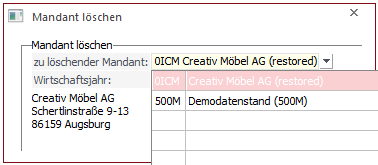 Mandant löschen
Mandant löschen
zu löschender Mandant: 0ICM Creativ Möbel AG (restored)
Wirtschaftsjahr: 0ICM Creativ Möbel AG (restored)
Creativ Möbel AG 500M Demodatenstand (500M)
Schertlinstraße 9-13
86159 Augsburg